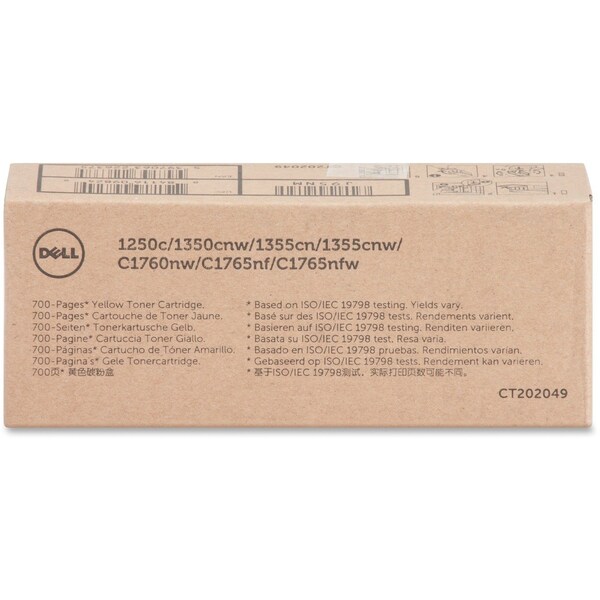 J95NM
DELL
1250c/1350cnw/1355cn/1355cnw/
C1760nw/C1765nf/C1765nfw
700-Pages* Yellow Toner Cartridge.
700-Pages* Cartouche de Toner Jaune.
700-Seiten* Tonerkartusche Gelb.
700-Pagine* Cartuccia Toner Giallo.
700-Páginas* Cartucho de Tóner Amarillo.
700-Pagina's* Gele Tonercartridge.
700页* 黄色碳粉盒
* Based on ISO/IEC 19798 testing. Yields vary.
* Basé sur des ISO/IEC 19798 tests. Rendements varient.
* Basieren auf ISO/IEC 19798 testing. Renditen variieren.
* Basata su ISO/IEC 19798 test. Resa varia.
* Basado en ISO/IEC 19798 pruebas. Rendimientos varian.
* Gebaseerd op ISO/IEC 19798 tests. Rendement kan variëren.
* 基于ISO/IEC 19798测试，实际打印页数可能不同.
CT202049